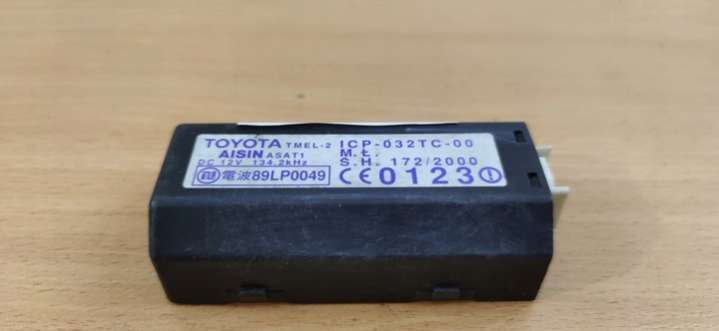 TOYOTA TMEL-2 ICP-032TC-00
AISIN ASAT1 M.Ł.
DC 12V 134.2kHz S.H. 172/2000
電波89LP0049 CE0123